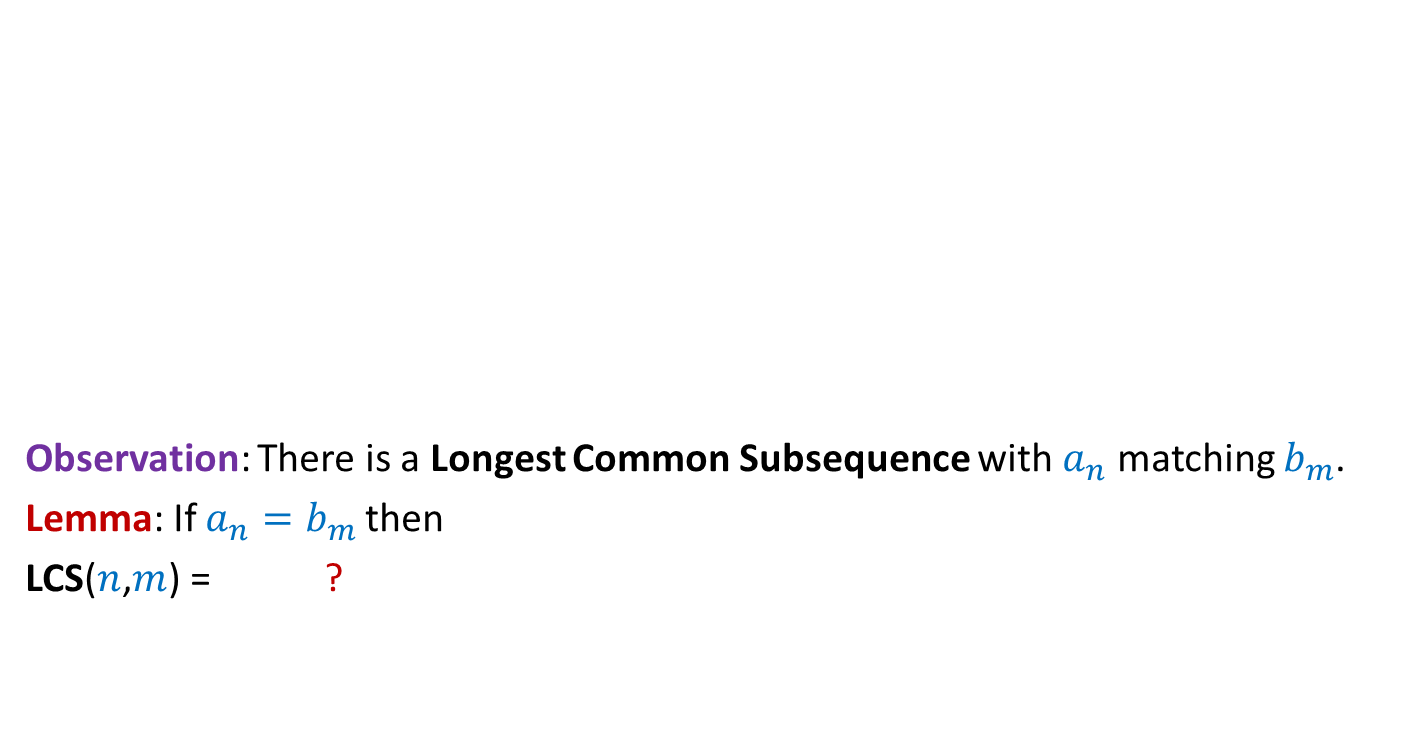 Observation: There is a Longest Common Subsequence with aₙ matching bₘ.
Lemma: If aₙ = bₘ then
LCS(n,m) = ?